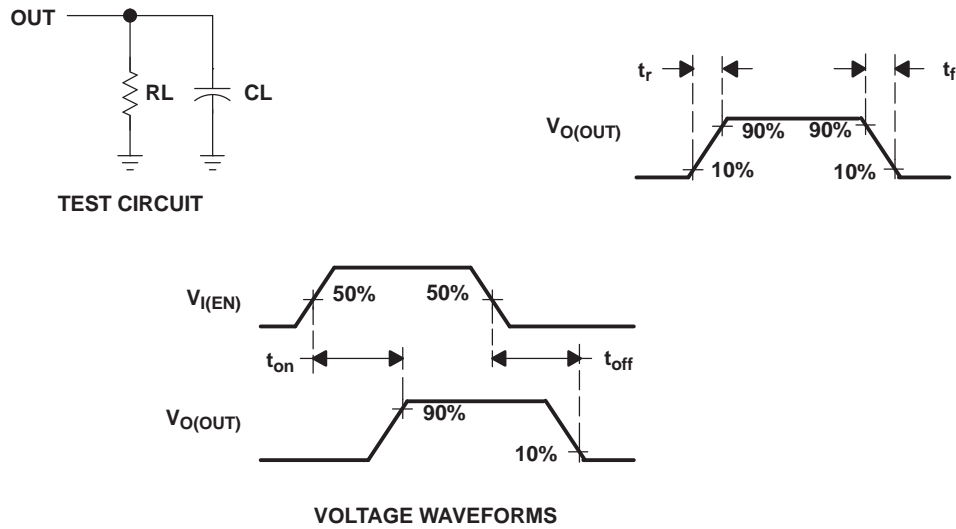 OUT
RL CL
TEST CIRCUIT
tr tf
VO(OUT)
90% 90%
10% 10%
VI(EN)
50% 50%
ton toff
VO(OUT)
90%
10%
VOLTAGE WAVEFORMS